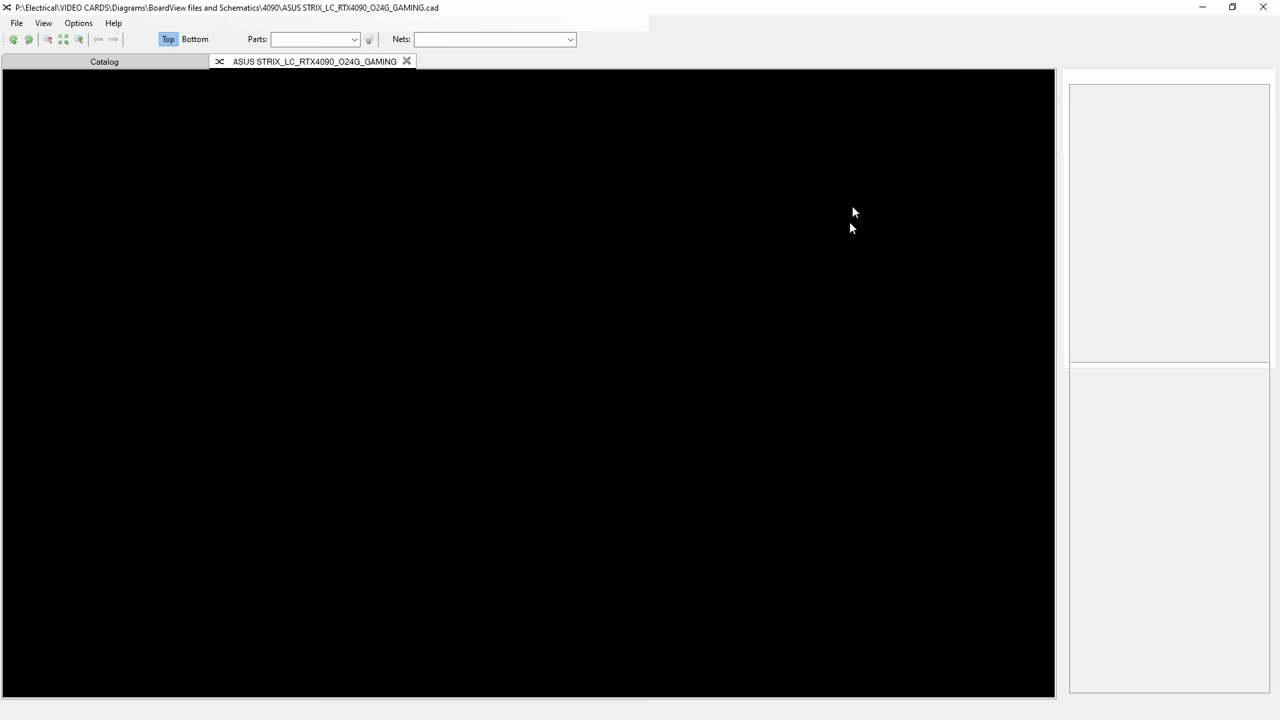 P:\Electrical\VIDEO CARDS\Diagrams\BoardView files and Schematics\4090\ASUS STRIX_LC_RTX4090_O24G_GAMING.cad
File View Options Help
Top Bottom Parts: Nets:
Catalog ASUS STRIX_LC_RTX4090_O24G_GAMING